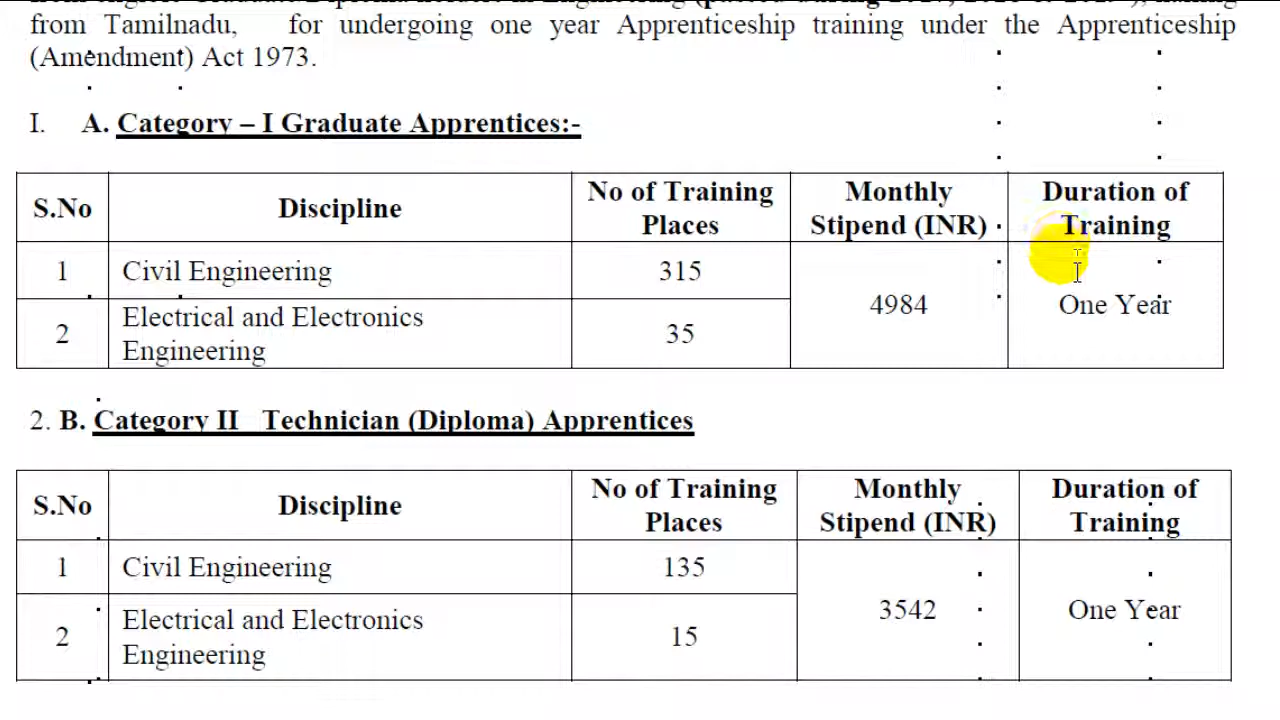 from Tamilnadu, for undergoing one year Apprenticeship training under the Apprenticeship
(Amendment) Act 1973.
I. A. Category – I Graduate Apprentices:-
S.No Discipline No of Training Places Monthly Stipend (INR) Duration of Training
1 Civil Engineering 315 4984 One Year
2 Electrical and Electronics Engineering 35
2. B. Category II Technician (Diploma) Apprentices
S.No Discipline No of Training Places Monthly Stipend (INR) Duration of Training
1 Civil Engineering 135 3542 One Year
2 Electrical and Electronics Engineering 15